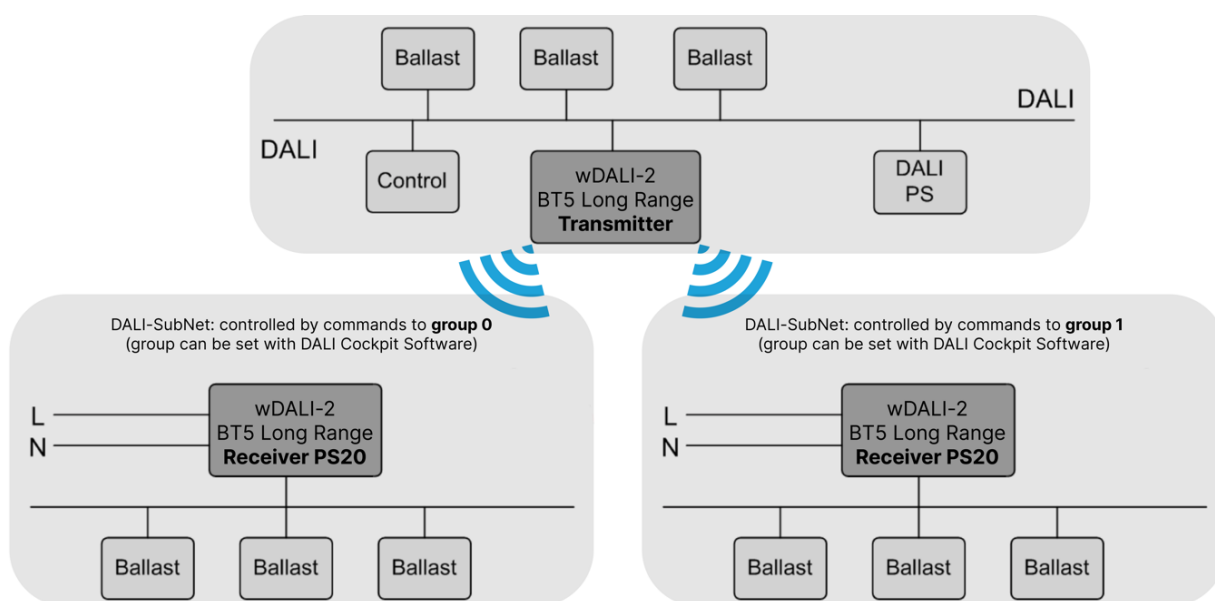 Ballast
Ballast
Ballast
DALI
DALI
Control
wDALI-2
BT5 Long Range
Transmitter
DALI
PS
DALI-SubNet: controlled by commands to group 0
(group can be set with DALI Cockpit Software)
L
N
wDALI-2
BT5 Long Range
Receiver PS20
Ballast
Ballast
Ballast
DALI-SubNet: controlled by commands to group 1
(group can be set with DALI Cockpit Software)
L
N
wDALI-2
BT5 Long Range
Receiver PS20
Ballast
Ballast
Ballast